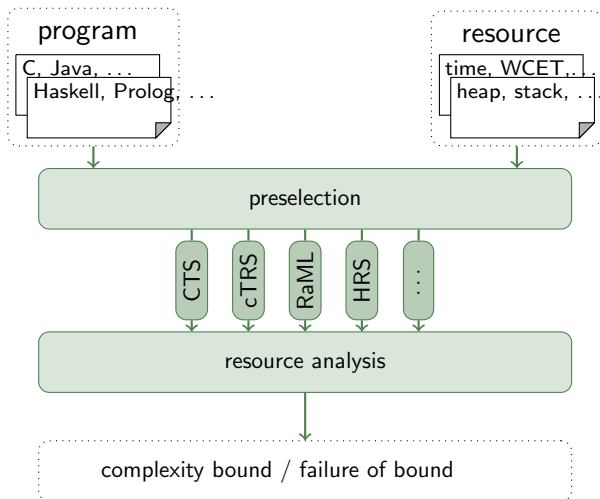 program
C, Java, ...
Haskell, Prolog, ...
resource
time, WCET, ...
heap, stack, ...
preselection
CTS
cTRS
RaML
HRS
...
resource analysis
complexity bound / failure of bound